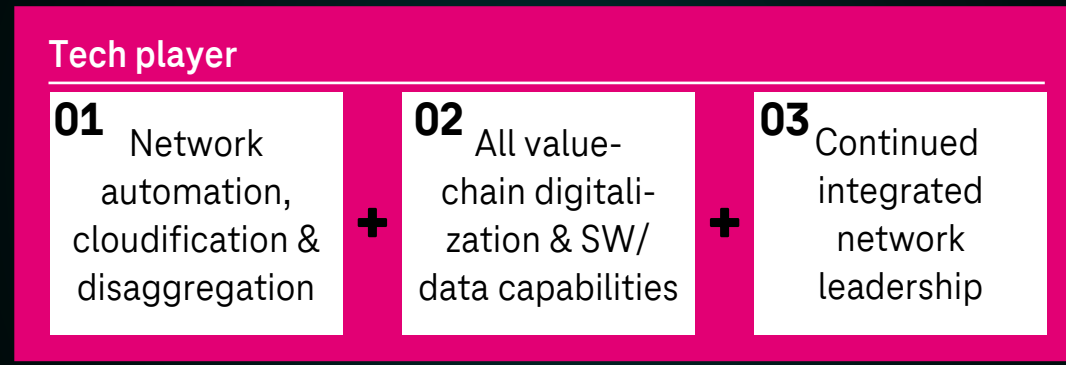 Tech player
01
Network
automation,
cloudification &
disaggregation
+
02
All value-
chain digitali-
zation & SW/
data capabilities
+
03
Continued
integrated
network
leadership